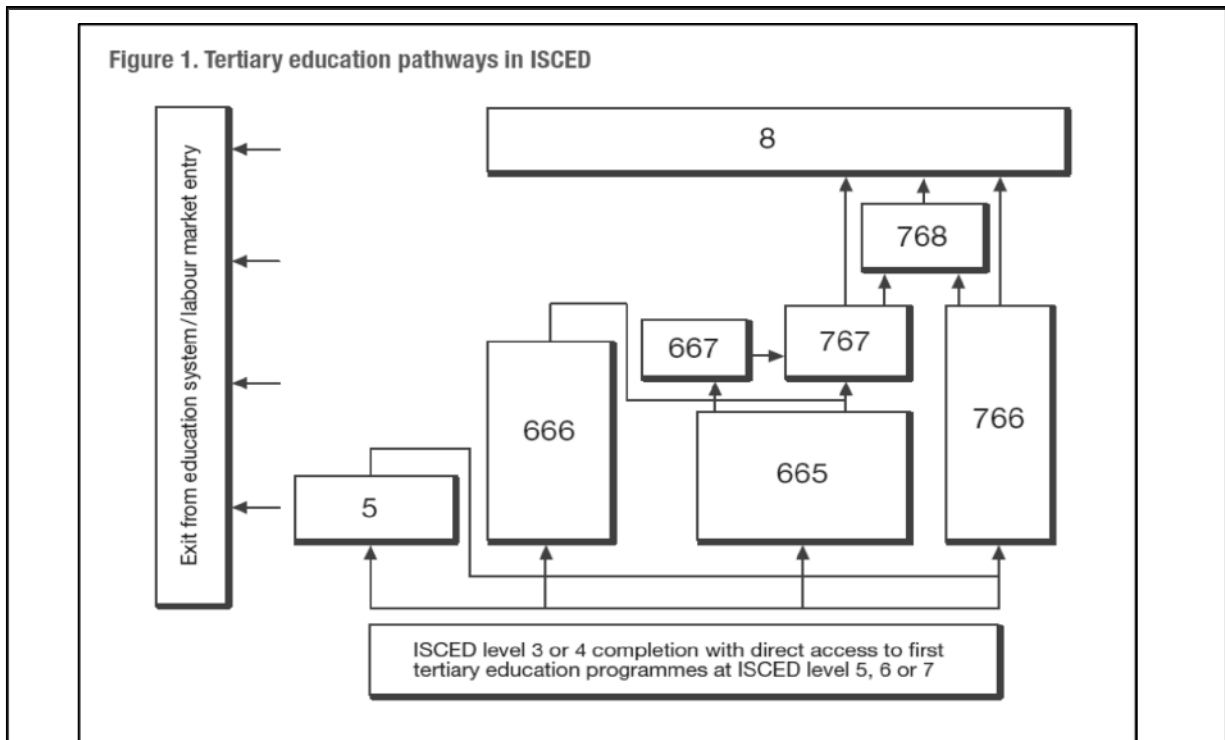 Figure 1. Tertiary education pathways in ISCED
Exit from education system/labour market entry
8
768
667
767
666
665
766
5
ISCED level 3 or 4 completion with direct access to first
tertiary education programmes at ISCED level 5, 6 or 7